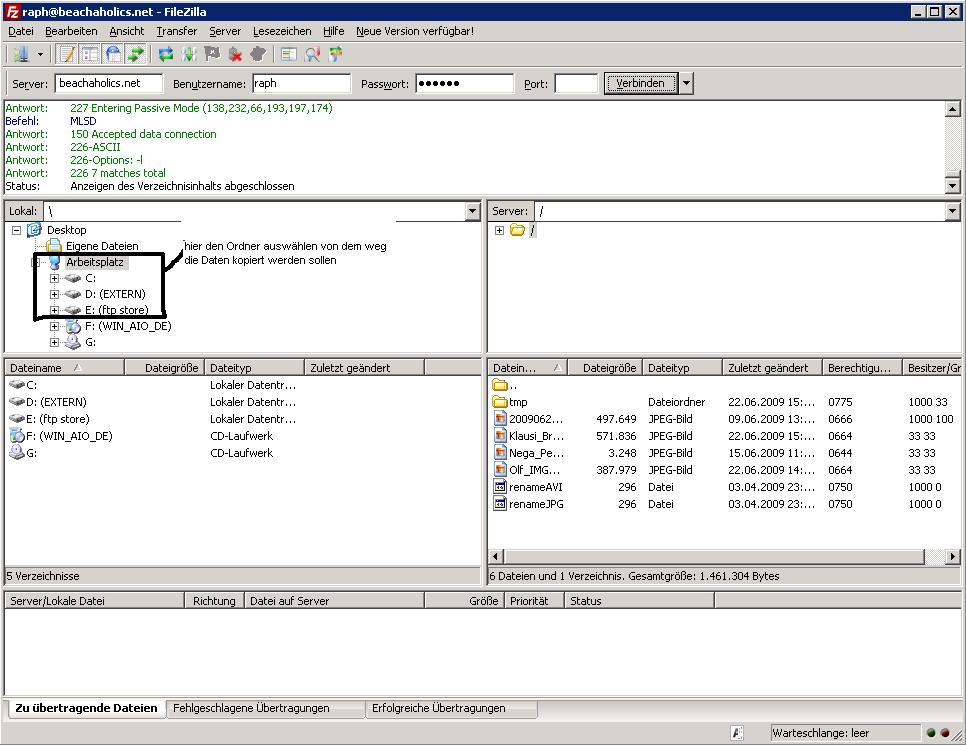 raph@beachaholics.net - FileZilla
Datei Bearbeiten Ansicht Transfer Server Lesezeichen Hilfe Neue Version verfügbar!
Server: beachaholics.net Benutzername: raph Passwort: ●●●●●● Port: Verbinden
Antwort: 227 Entering Passive Mode (138,232,66,193,197,174)
Befehl: MLSD
Antwort: 150 Accepted data connection
Antwort: 226-ASCII
Antwort: 226-Options: -l
Antwort: 226 7 matches total
Status: Anzeigen des Verzeichnisinhalts abgeschlossen
Lokal: \
Desktop
Eigene Dateien
Arbeitsplatz
C:
D: (EXTERN)
E: (ftp store)
F: (WIN_AIO_DE)
G:
hier den Ordner auswählen von dem weg
die Daten kopiert werden sollen
Server: /
/
Dateiname Dateigröße Dateityp Zuletzt geändert
C: Lokaler Datentr...
D: (EXTERN) Lokaler Datentr...
E: (ftp store) Lokaler Datentr...
F: (WIN_AIO_DE) CD-Laufwerk
G: CD-Laufwerk
5 Verzeichnisse
Datein... Dateigröße Dateityp Zuletzt geändert Berechtigu... Besitzer/Gr
..
tmp Dateiordner 22.06.2009 15:... 0775 1000 33
2009062... 497.649 JPEG-Bild 09.06.2009 13:... 0666 1000 100
Klausi_Br... 571.836 JPEG-Bild 22.06.2009 15:... 0664 33 33
Nega_Pe... 3.248 JPEG-Bild 15.06.2009 11:... 0644 33 33
Olf_IMG... 387.979 JPEG-Bild 22.06.2009 14:... 0664 33 33
renameAVI 296 Datei 03.04.2009 23:... 0750 1000 0
renameJPG 296 Datei 03.04.2009 23:... 0750 1000 0
6 Dateien und 1 Verzeichnis. Gesamtgröße: 1.461.304 Bytes
Server/Lokale Datei Richtung Datei auf Server Größe Priorität Status
Zu übertragende Dateien Fehlgeschlagene Übertragungen Erfolgreiche Übertragungen
Warteschlange: leer